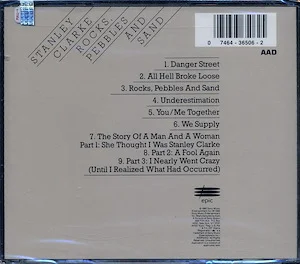 STANLEY
CLARKE
ROCKS,
PEBBLES
AND
SAND
0 7464-36506-2
AAD
1. Danger Street
2. All Hell Broke Loose
3. Rocks, Pebbles And Sand
4. Underestimation
5. You/Me Together
6. We Supply
7. The Story Of A Man And A Woman
Part 1: She Thought I Was Stanley Clarke
8. Part 2: A Fool Again
9. Part 3: I Nearly Went Crazy
(Until I Realized What Had Occurred)
epic